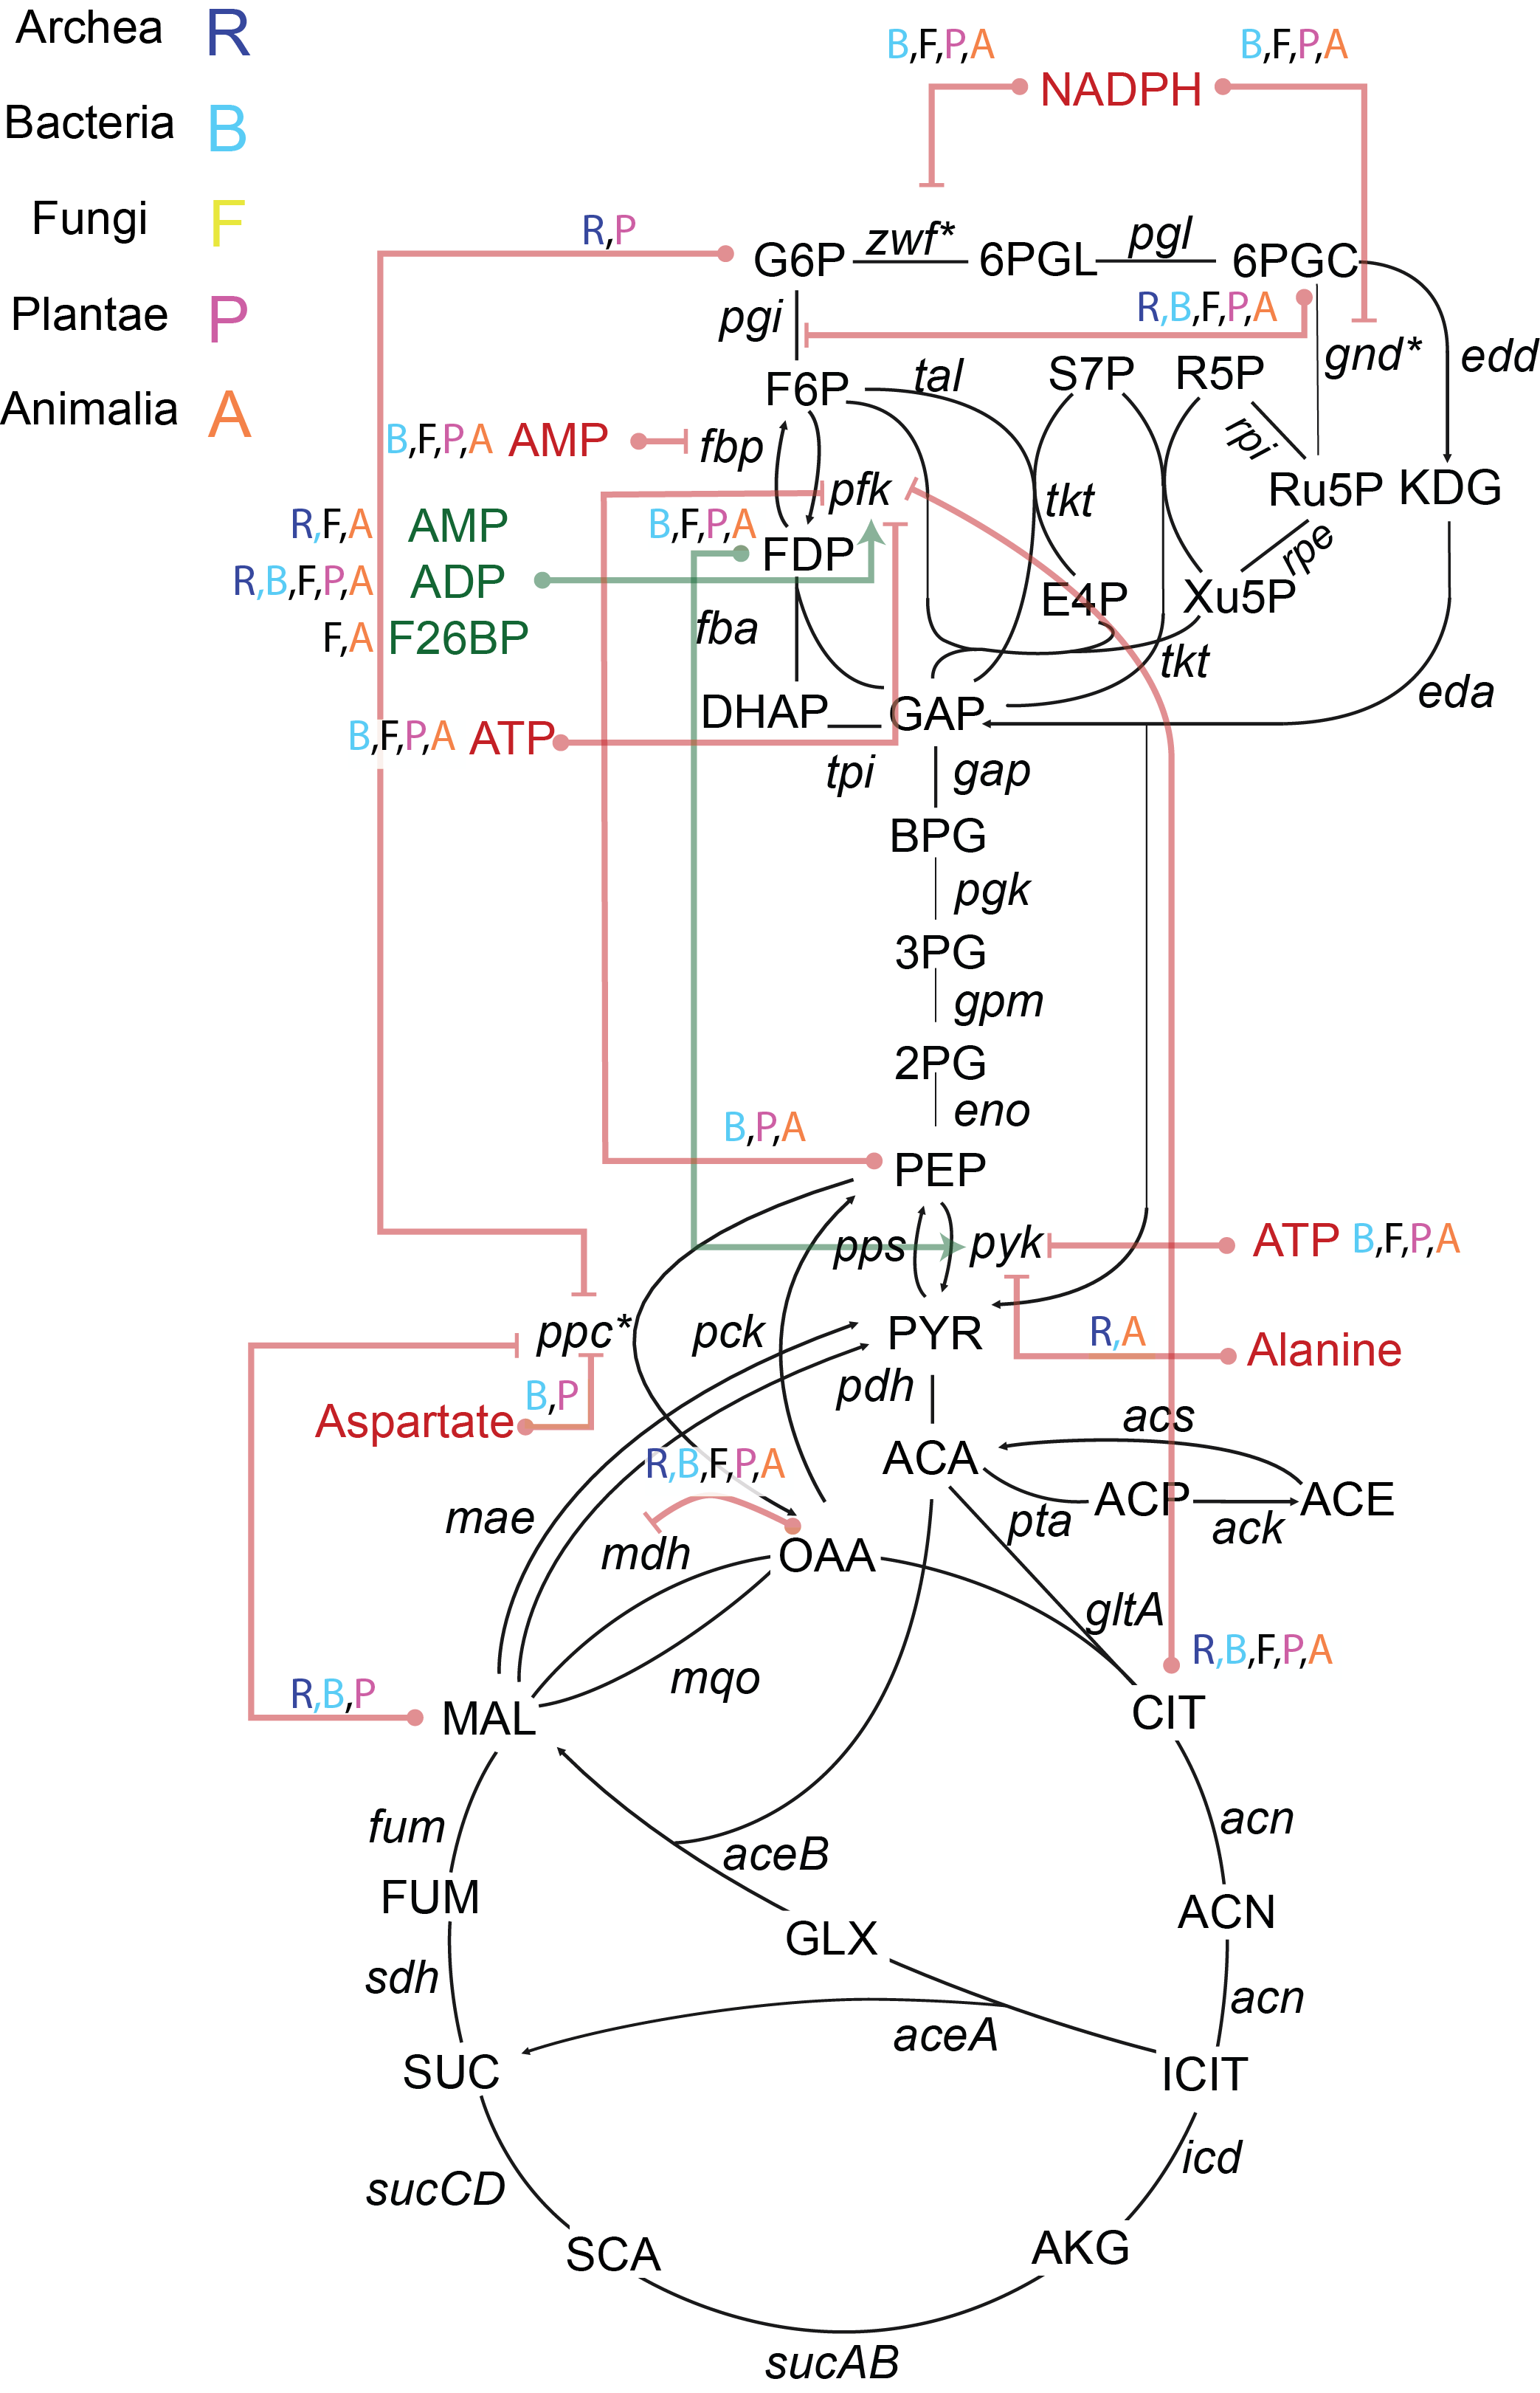 Archea R
Bacteria B
Fungi F
Plantae P
Animalia A
B,F,P,A
B,F,P,A
NADPH
R,P
G6P
zwf*
6PGL
pgl
6PGC
pgi
R,B,F,P,A
gnd*
edd
F6P
tal
S7P
R5P
rpi
B,F,P,A AMP
fbp
pfk
tkt
Ru5P
KDG
R,F,A AMP
B,F,P,A
FDP
rpe
R,B,F,P,A ADP
E4P
Xu5P
F,A F26BP
fba
tkt
eda
DHAP
GAP
B,F,P,A ATP
tpi
gap
BPG
pgk
3PG
gpm
2PG
eno
B,P,A
PEP
pps
pyk
ATP B,F,P,A
ppc*
pck
PYR
R,A
Alanine
pdh
B,P
Aspartate
acs
R,B,F,P,A
ACA
ACP
ACE
mae
pta
ack
mdh
OAA
gltA
R,B,F,P,A
mqo
R,B,P
MAL
CIT
fum
aceB
acn
FUM
GLX
ACN
sdh
acn
aceA
SUC
ICIT
icd
sucCD
SCA
AKG
sucAB